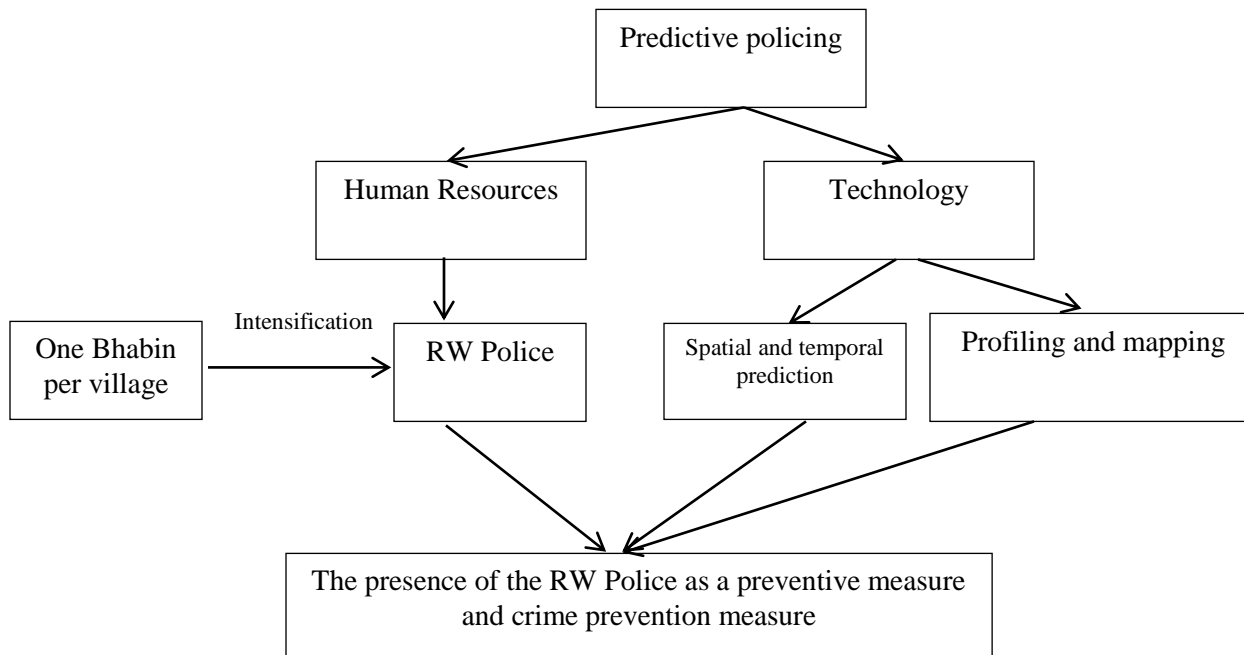 Predictive policing
Human Resources
Technology
Intensification
One Bhabin
per village
RW Police
Spatial and temporal
prediction
Profiling and mapping
The presence of the RW Police as a preventive measure
and crime prevention measure